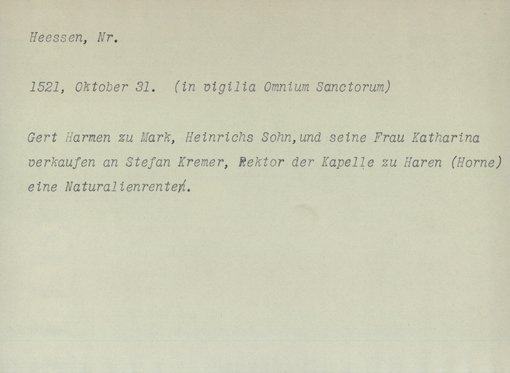 Heessen, Nr.
1521, Oktober 31. (in vigilia Omnium Sanctorum)
Gert Harmen zu Mark, Heinrichs Sohn,und seine Frau Katharina
verkaufen an Stefan Kremer, Rektor der Kapelle zu Haren (Horne)
eine Naturalienrente.